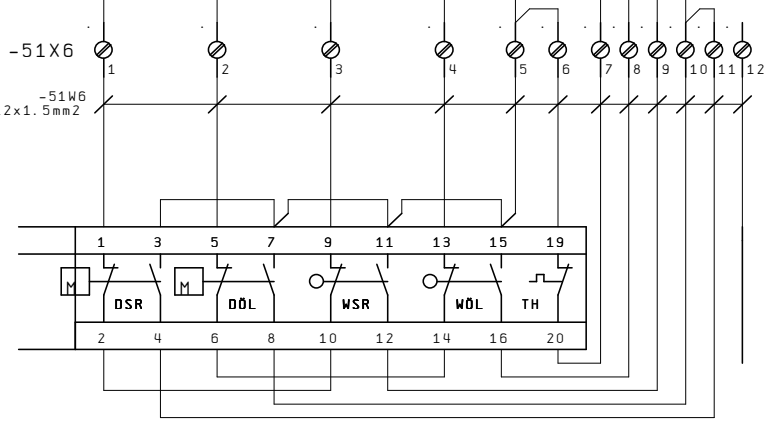 -51X6
1 2 3 4 5 6 7 8 9 10 11 12
-51W6
2x1.5mm2
1 3 5 7 9 11 13 15 19
M M
DSR DÖL WSR WÖL TH
2 4 6 8 10 12 14 16 20